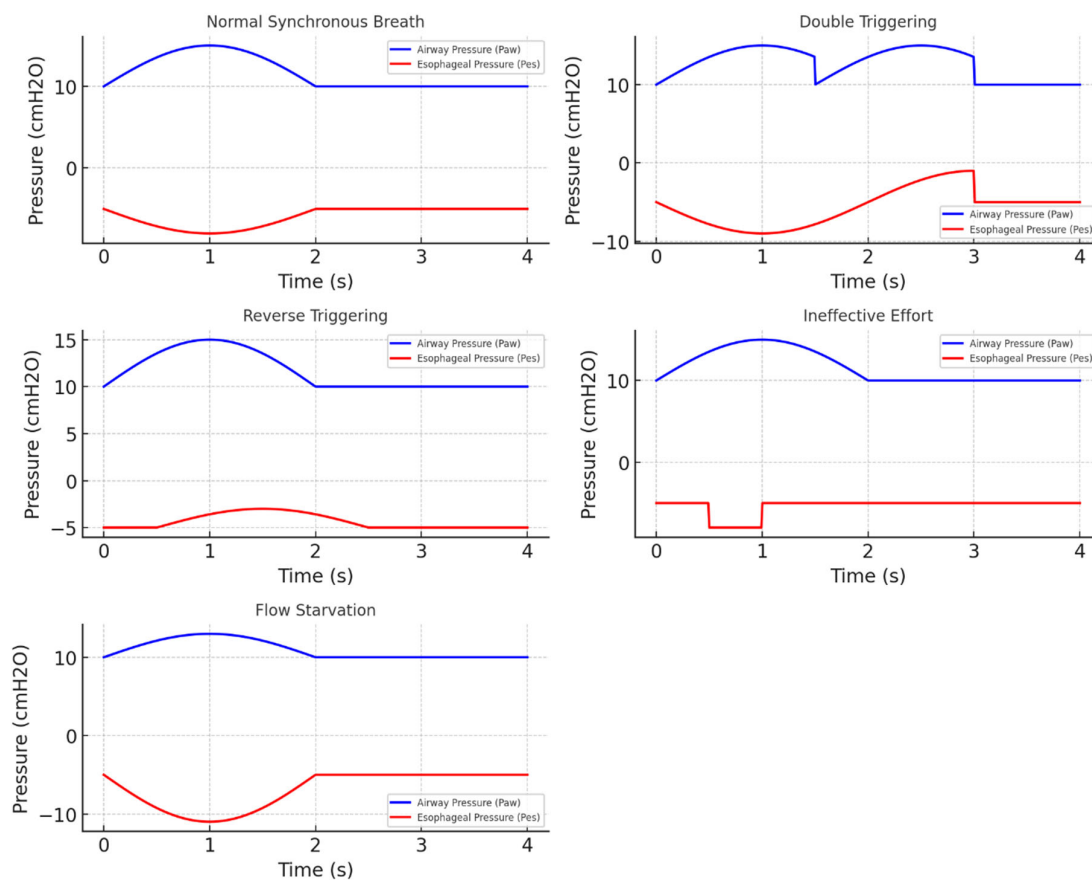 Normal Synchronous Breath
Pressure (cmH2O)
10
0
Airway Pressure (Paw)
Esophageal Pressure (Pes)
0 1 2 3 4
Time (s)
Double Triggering
Pressure (cmH2O)
10
0
−10
Airway Pressure (Paw)
Esophageal Pressure (Pes)
0 1 2 3 4
Time (s)
Reverse Triggering
Pressure (cmH2O)
15
10
5
0
−5
Airway Pressure (Paw)
Esophageal Pressure (Pes)
0 1 2 3 4
Time (s)
Ineffective Effort
Pressure (cmH2O)
10
0
Airway Pressure (Paw)
Esophageal Pressure (Pes)
0 1 2 3 4
Time (s)
Flow Starvation
Pressure (cmH2O)
10
0
−10
Airway Pressure (Paw)
Esophageal Pressure (Pes)
0 1 2 3 4
Time (s)